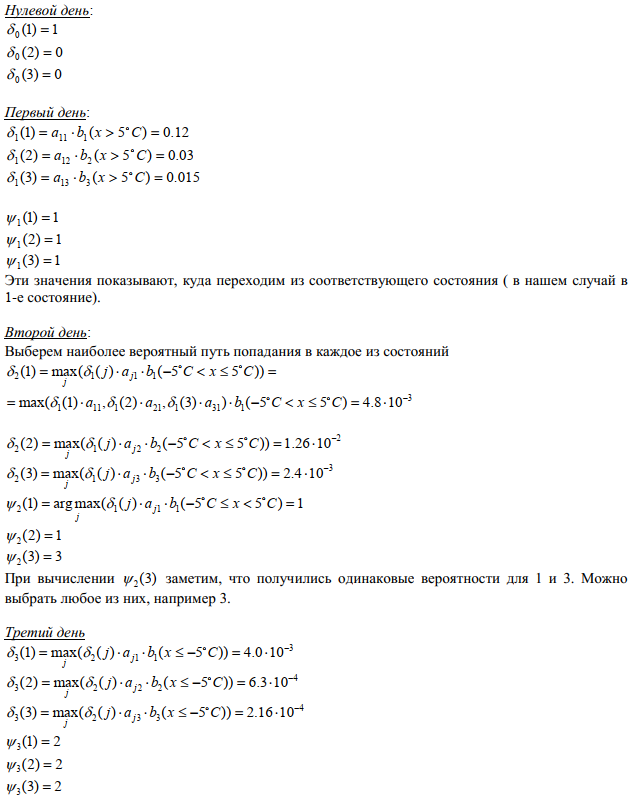 Нулевой день:
δ₀(1) = 1
δ₀(2) = 0
δ₀(3) = 0
Первый день:
δ₁(1) = a₁₁ · b₁(x > 5°C) = 0.12
δ₁(2) = a₁₂ · b₂(x > 5°C) = 0.03
δ₁(3) = a₁₃ · b₃(x > 5°C) = 0.015
ψ₁(1) = 1
ψ₁(2) = 1
ψ₁(3) = 1
Эти значения показывают, куда переходим из соответствующего состояния ( в нашем случай в
1-е состояние).
Второй день:
Выберем наиболее вероятный путь попадания в каждое из состояний
δ₂(1) = max_j(δ₁(j) · a_j1 · b₁(−5°C < x ≤ 5°C)) =
= max(δ₁(1) · a₁₁, δ₁(2) · a₂₁, δ₁(3) · a₃₁) · b₁(−5°C < x ≤ 5°C) = 4.8 · 10⁻³
δ₂(2) = max_j(δ₁(j) · a_j2 · b₂(−5°C < x ≤ 5°C)) = 1.26 · 10⁻²
δ₂(3) = max_j(δ₁(j) · a_j3 · b₃(−5°C < x ≤ 5°C)) = 2.4 · 10⁻³
ψ₂(1) = arg max_j(δ₁(j) · a_j1 · b₁(−5°C ≤ x < 5°C) = 1
ψ₂(2) = 1
ψ₂(3) = 3
При вычислении ψ₂(3) заметим, что получились одинаковые вероятности для 1 и 3. Можно
выбрать любое из них, например 3.
Третий день
δ₃(1) = max_j(δ₂(j) · a_j1 · b₁(x ≤ −5°C)) = 4.0 · 10⁻³
δ₃(2) = max_j(δ₂(j) · a_j2 · b₂(x ≤ −5°C)) = 6.3 · 10⁻⁴
δ₃(3) = max_j(δ₂(j) · a_j3 · b₃(x ≤ −5°C)) = 2.16 · 10⁻⁴
ψ₃(1) = 2
ψ₃(2) = 2
ψ₃(3) = 2